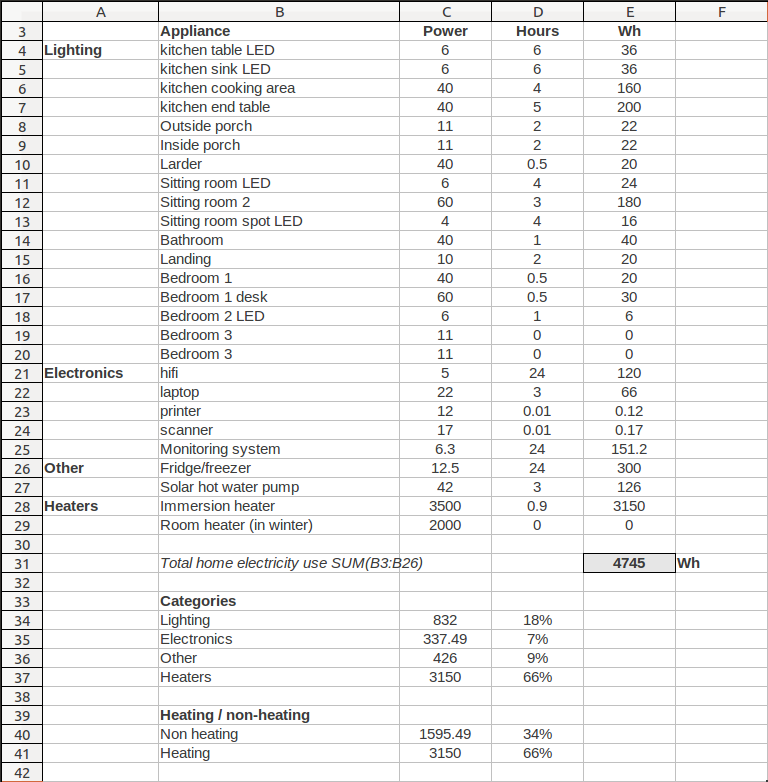 A B C D E F
3 Appliance Power Hours Wh
4 Lighting kitchen table LED 6 6 36
5 kitchen sink LED 6 6 36
6 kitchen cooking area 40 4 160
7 kitchen end table 40 5 200
8 Outside porch 11 2 22
9 Inside porch 11 2 22
10 Larder 40 0.5 20
11 Sitting room LED 6 4 24
12 Sitting room 2 60 3 180
13 Sitting room spot LED 4 4 16
14 Bathroom 40 1 40
15 Landing 10 2 20
16 Bedroom 1 40 0.5 20
17 Bedroom 1 desk 60 0.5 30
18 Bedroom 2 LED 6 1 6
19 Bedroom 3 11 0 0
20 Bedroom 3 11 0 0
21 Electronics hifi 5 24 120
22 laptop 22 3 66
23 printer 12 0.01 0.12
24 scanner 17 0.01 0.17
25 Monitoring system 6.3 24 151.2
26 Other Fridge/freezer 12.5 24 300
27 Solar hot water pump 42 3 126
28 Heaters Immersion heater 3500 0.9 3150
29 Room heater (in winter) 2000 0 0
30
31 Total home electricity use SUM(B3:B26) 4745 Wh
32
33 Categories
34 Lighting 832 18%
35 Electronics 337.49 7%
36 Other 426 9%
37 Heaters 3150 66%
38
39 Heating / non-heating
40 Non heating 1595.49 34%
41 Heating 3150 66%
42